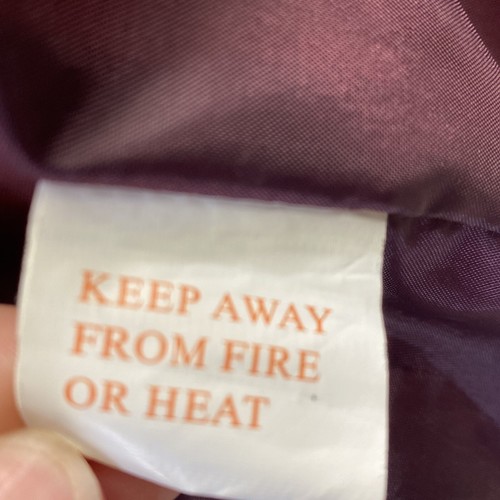 KEEP AWAY
FROM FIRE
OR HEAT